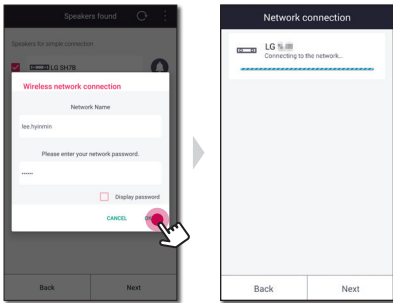 Speakers found
Speakers for simple connection
LG SH7B
Wireless network connection
Network Name
lee.hyinmin
Please enter your network password.
······
Display password
CANCEL
Back
Next
Network connection
LG
Connecting to the network...
Back
Next